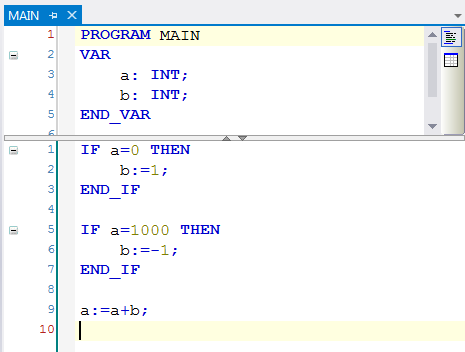 MAIN
1 PROGRAM MAIN
2 VAR
3 a: INT;
4 b: INT;
5 END_VAR
1 IF a=0 THEN
2 b:=1;
3 END_IF
4
5 IF a=1000 THEN
6 b:=-1;
7 END_IF
8
9 a:=a+b;
10